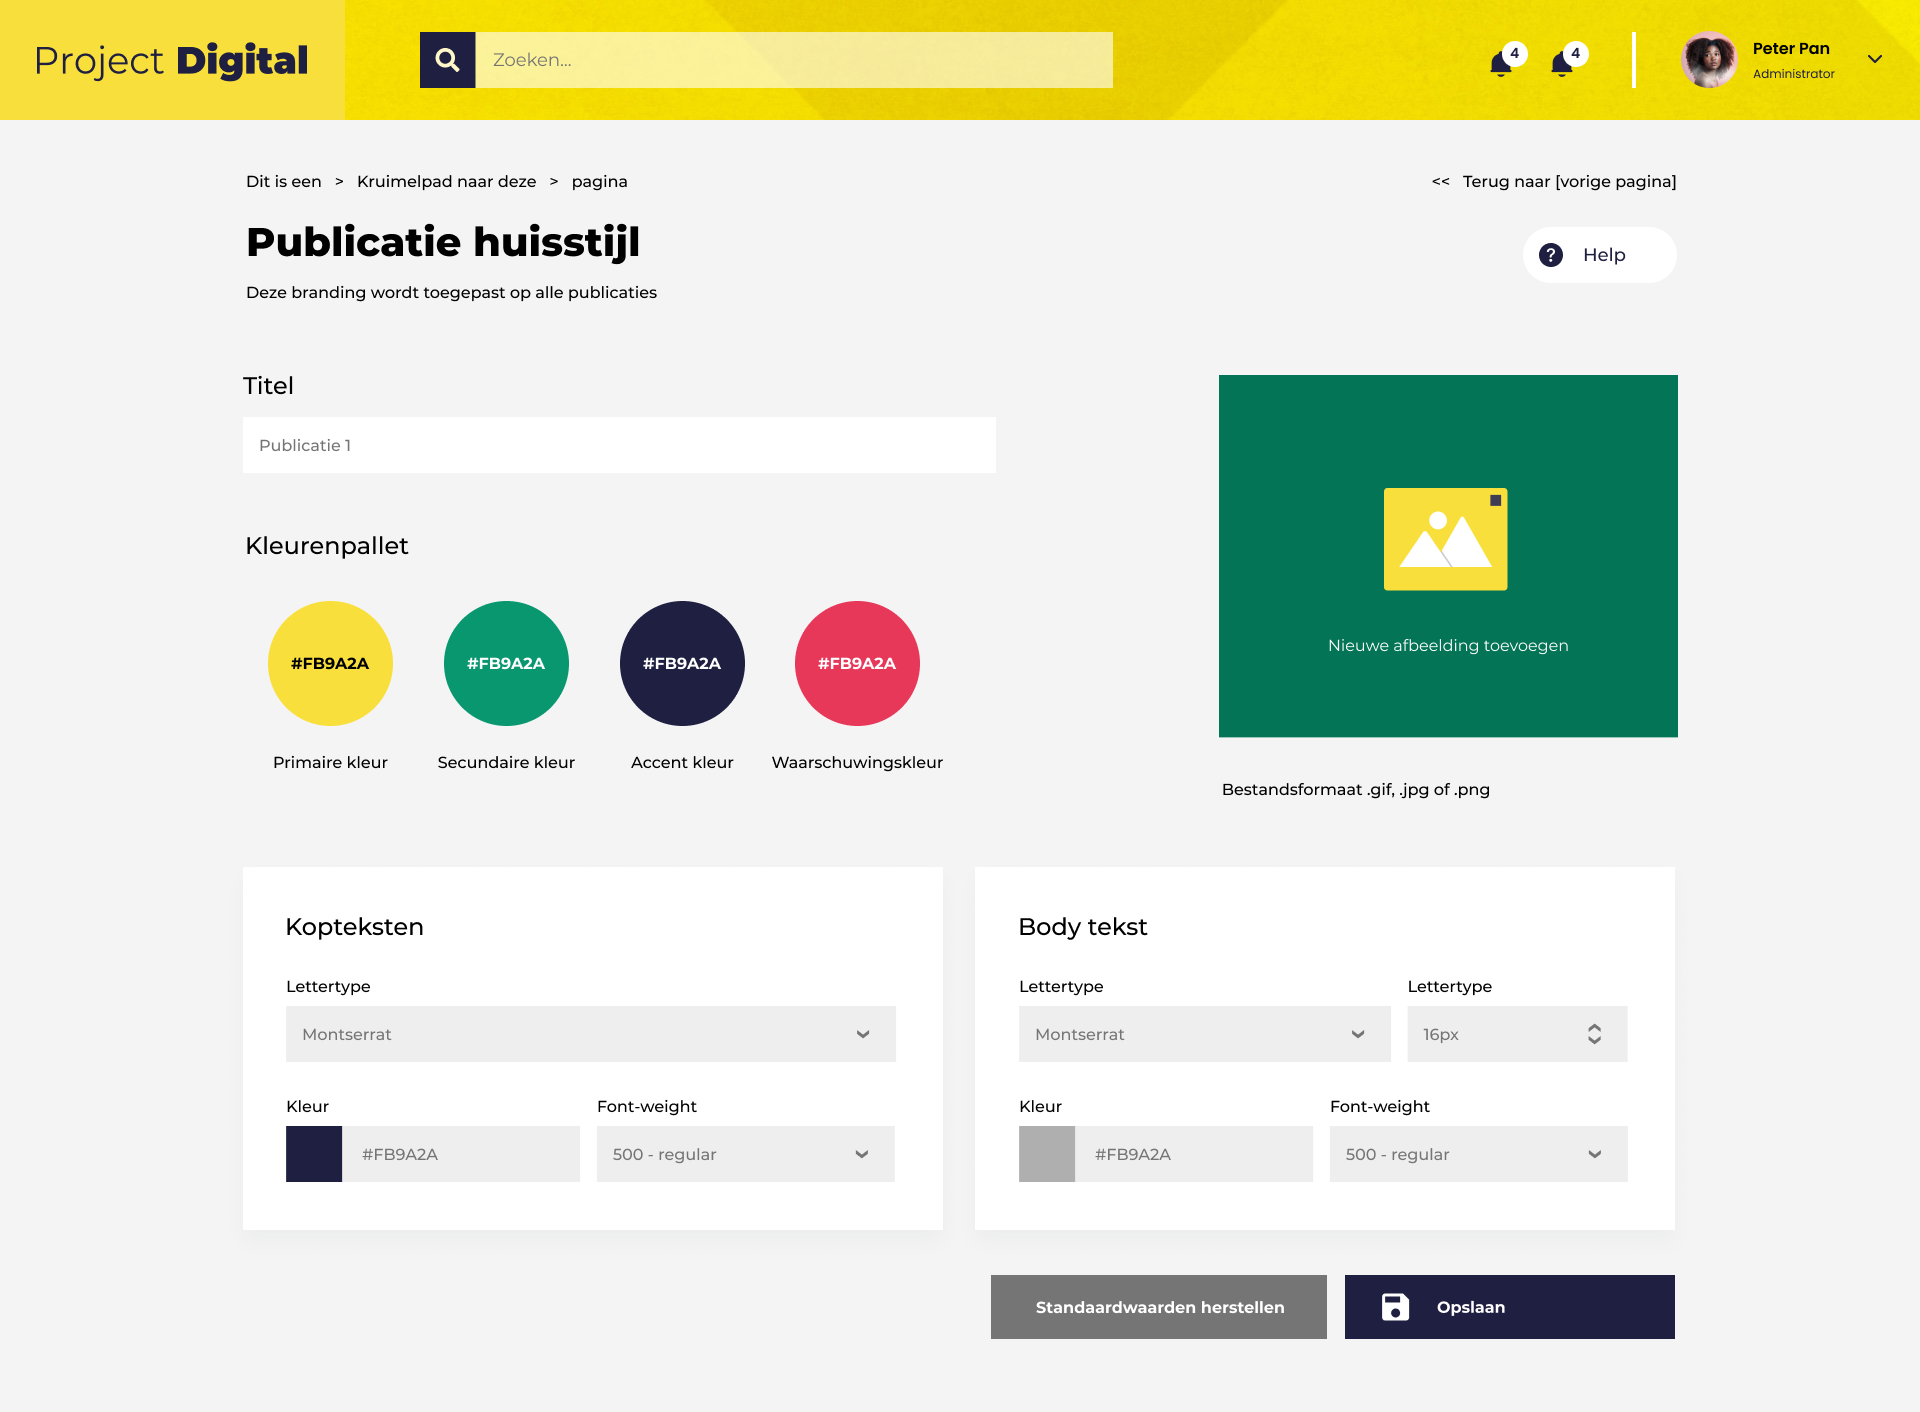 Project Digital
Zoeken...
4
4
Peter Pan
Administrator
Dit is een > Kruimelpad naar deze > pagina
<< Terug naar [vorige pagina]
Publicatie huisstijl
? Help
Deze branding wordt toegepast op alle publicaties
Titel
Publicatie 1
Nieuwe afbeelding toevoegen
Bestandsformaat .gif, .jpg of .png
Kleurenpallet
#FB9A2A #FB9A2A #FB9A2A #FB9A2A
Primaire kleur Secundaire kleur Accent kleur Waarschuwingskleur
Kopteksten
Lettertype
Montserrat
Kleur Font-weight
#FB9A2A 500 - regular
Body tekst
Lettertype Lettertype
Montserrat 16px
Kleur Font-weight
#FB9A2A 500 - regular
Standaardwaarden herstellen
Opslaan